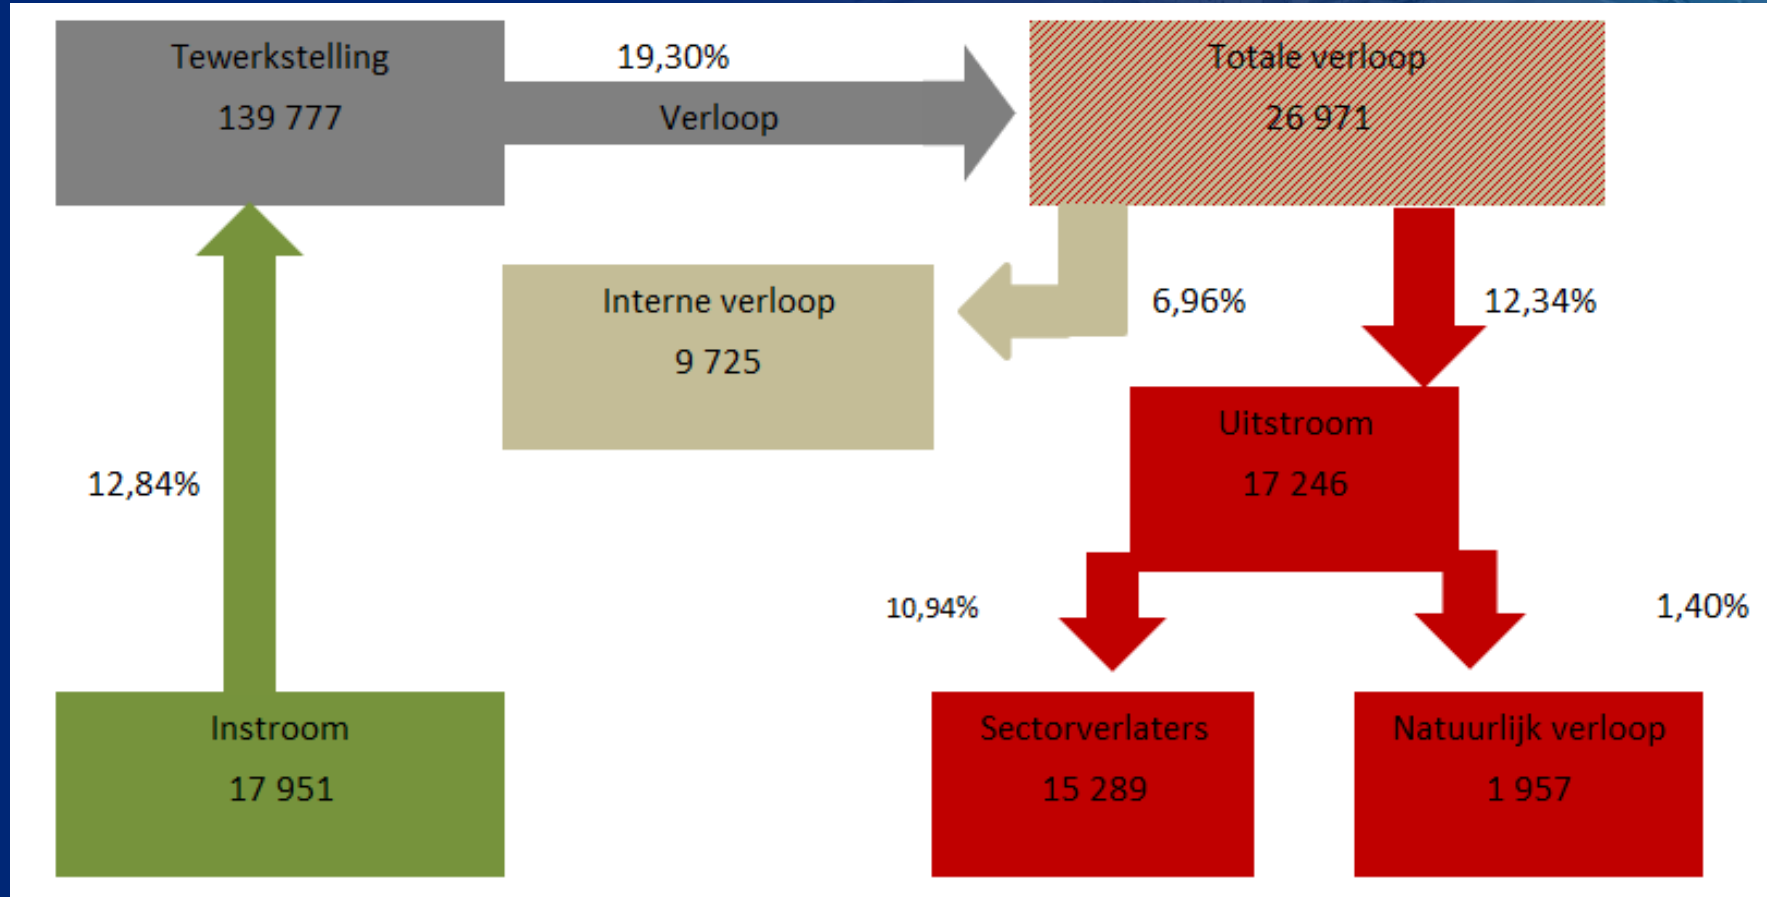 Tewerkstelling
139 777
19,30%
Verloop
Totale verloop
26 971
Interne verloop
9 725
6,96%
12,34%
Uitstroom
17 246
12,84%
10,94%
1,40%
Instroom
17 951
Sectorverlaters
15 289
Natuurlijk verloop
1 957